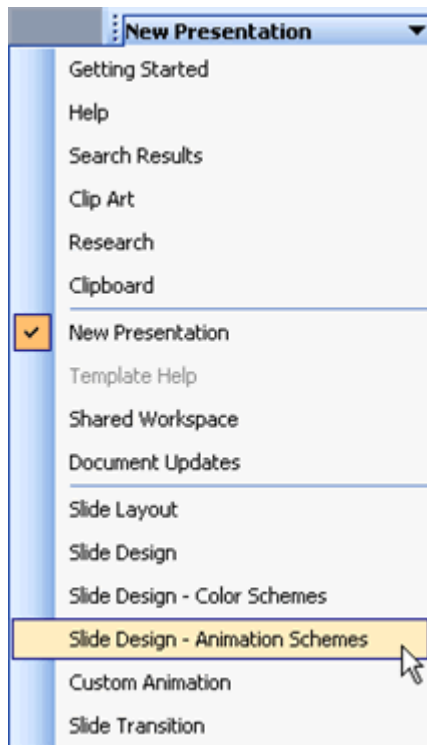 New Presentation
Getting Started
Help
Search Results
Clip Art
Research
Clipboard
New Presentation
Template Help
Shared Workspace
Document Updates
Slide Layout
Slide Design
Slide Design - Color Schemes
Slide Design - Animation Schemes
Custom Animation
Slide Transition